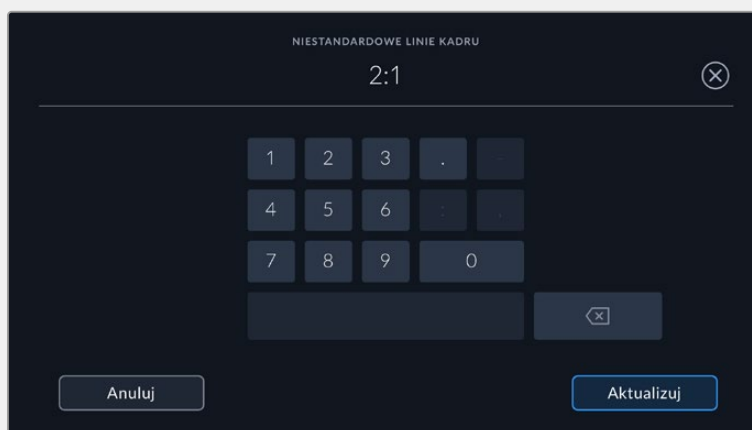 NIESTANDARDOWE LINIE KADRU
2:1
1 2 3 . -
4 5 6 : ,
7 8 9 0
Anuluj Aktualizuj